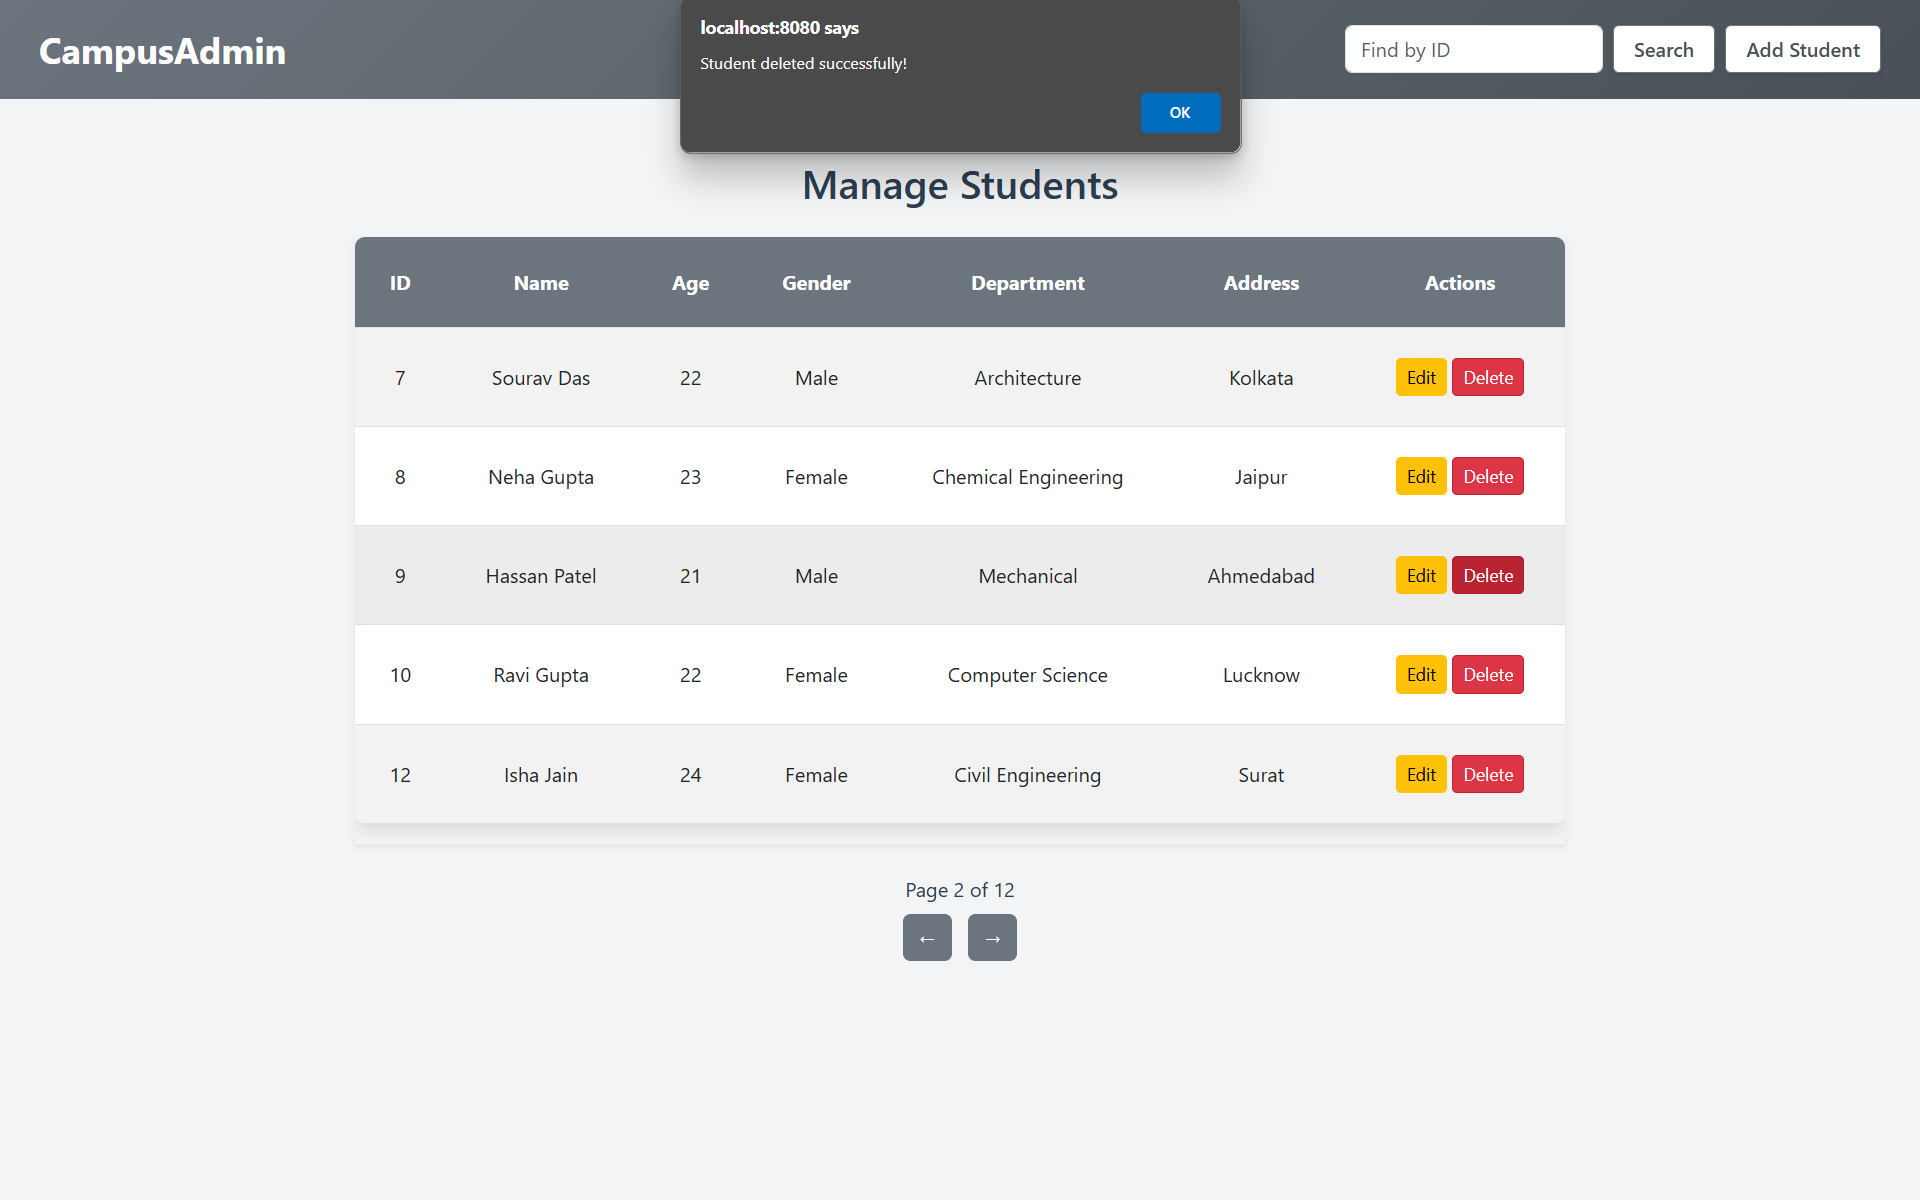 CampusAdmin
localhost:8080 says
Student deleted successfully!
OK
Find by ID
Search
Add Student
Manage Students
ID Name Age Gender Department Address Actions
7 Sourav Das 22 Male Architecture Kolkata Edit Delete
8 Neha Gupta 23 Female Chemical Engineering Jaipur Edit Delete
9 Hassan Patel 21 Male Mechanical Ahmedabad Edit Delete
10 Ravi Gupta 22 Female Computer Science Lucknow Edit Delete
12 Isha Jain 24 Female Civil Engineering Surat Edit Delete
Page 2 of 12
← →